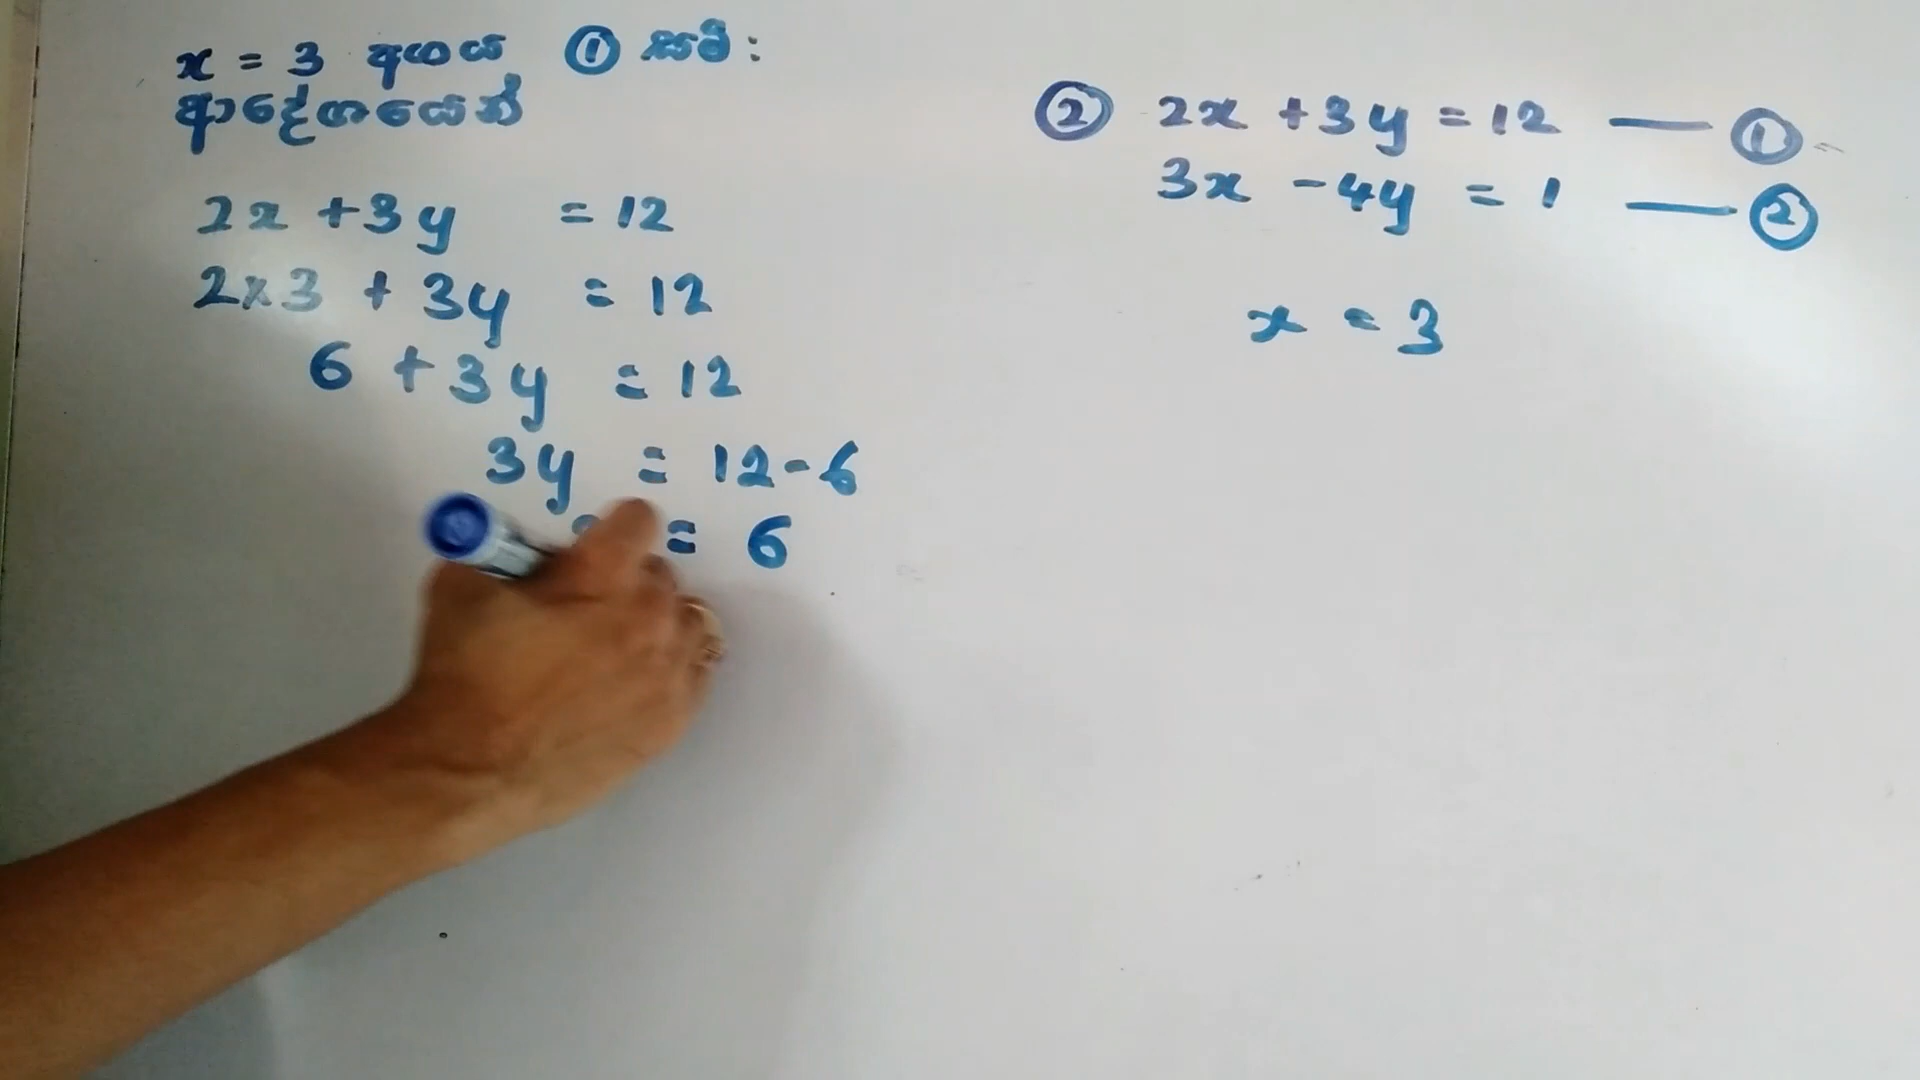 x = 3 අගය ① සමී:
ආදේශයෙන්
2x + 3y = 12
2x3 + 3y = 12
6 + 3y = 12
3y = 12 - 6
= 6
② 2x + 3y = 12 — ①
3x - 4y = 1 — ②
x = 3